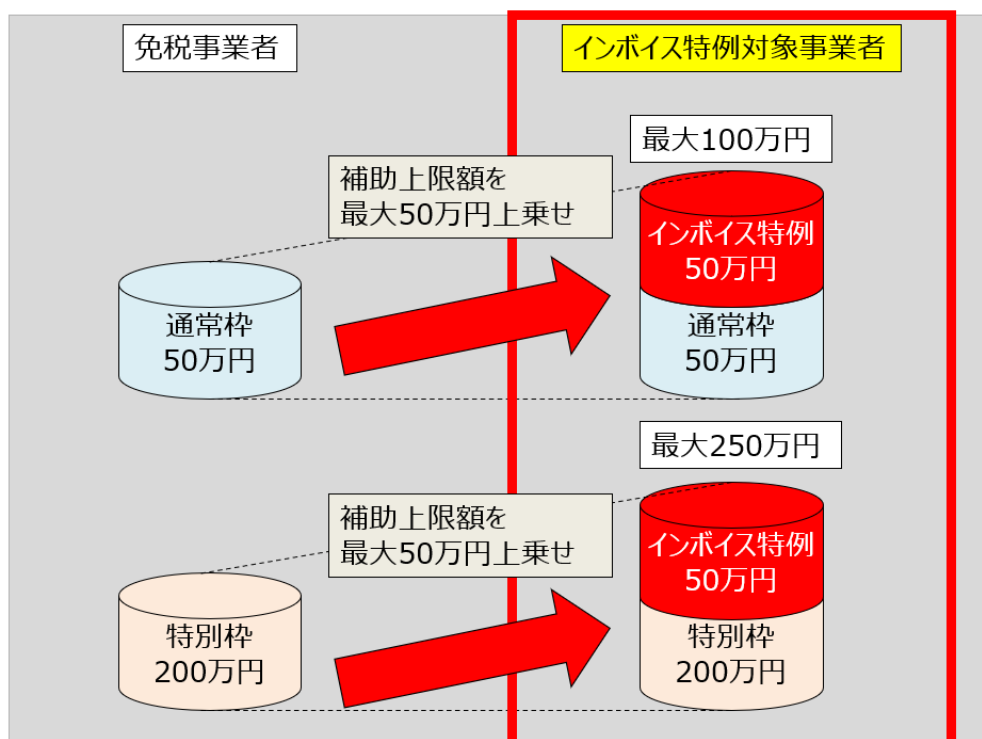 免税事業者
インボイス特例対象事業者
最大100万円
補助上限額を
最大50万円上乗せ
インボイス特例
50万円
通常枠
50万円
通常枠
50万円
最大250万円
補助上限額を
最大50万円上乗せ
インボイス特例
50万円
特別枠
200万円
特別枠
200万円